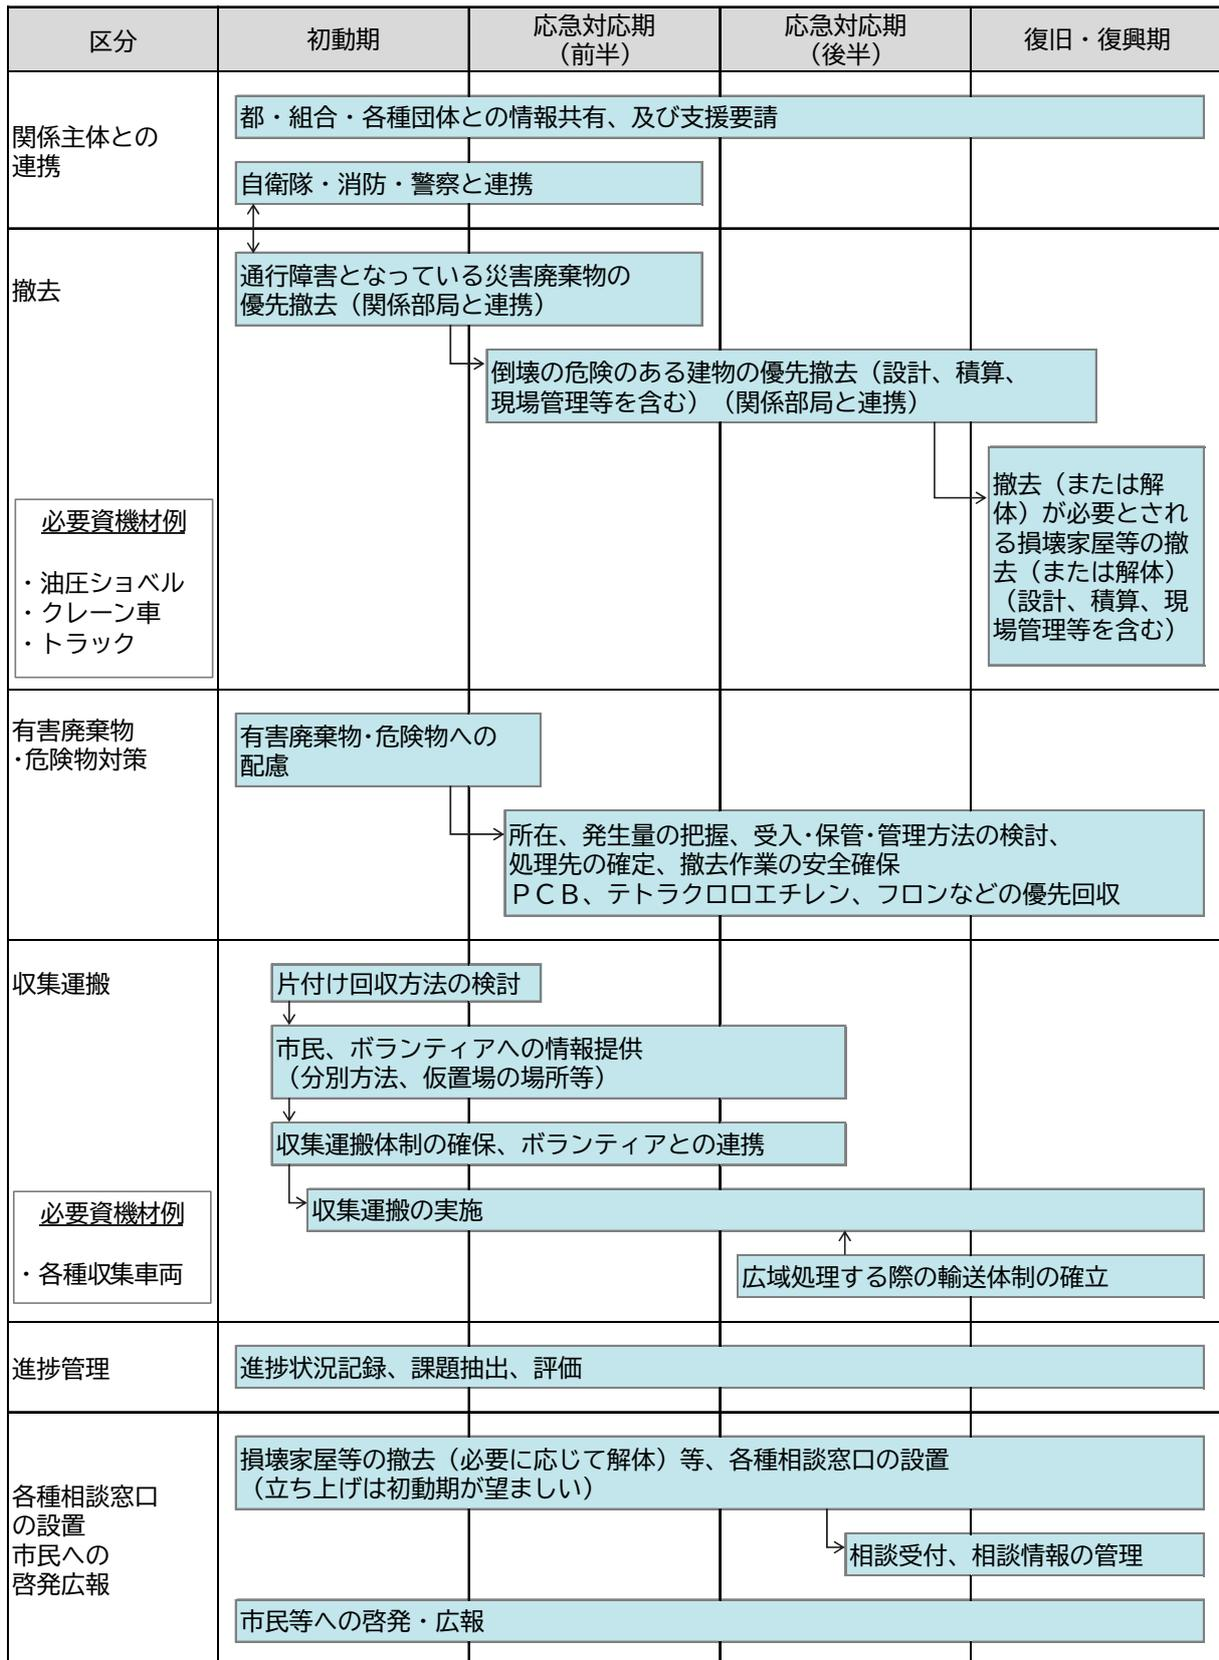 区分
初動期
応急対応期
（前半）
応急対応期
（後半）
復旧・復興期
関係主体との
連携
都・組合・各種団体との情報共有、及び支援要請
自衛隊・消防・警察と連携
撤去
通行障害となっている災害廃棄物の
優先撤去（関係部局と連携）
倒壊の危険のある建物の優先撤去（設計、積算、
現場管理等を含む）（関係部局と連携）
撤去（または解
体）が必要とされ
る損壊家屋等の撤
去（または解体）
（設計、積算、現
場管理等を含む）
必要資機材例
・油圧ショベル
・クレーン車
・トラック
有害廃棄物
・危険物対策
有害廃棄物・危険物への
配慮
所在、発生量の把握、受入・保管・管理方法の検討、
処理先の確定、撤去作業の安全確保
ＰＣＢ、テトラクロロエチレン、フロンなどの優先回収
収集運搬
片付け回収方法の検討
市民、ボランティアへの情報提供
（分別方法、仮置場の場所等）
収集運搬体制の確保、ボランティアとの連携
収集運搬の実施
広域処理する際の輸送体制の確立
必要資機材例
・各種収集車両
進捗管理
進捗状況記録、課題抽出、評価
各種相談窓口
の設置
市民への
啓発広報
損壊家屋等の撤去（必要に応じて解体）等、各種相談窓口の設置
（立ち上げは初動期が望ましい）
相談受付、相談情報の管理
市民等への啓発・広報